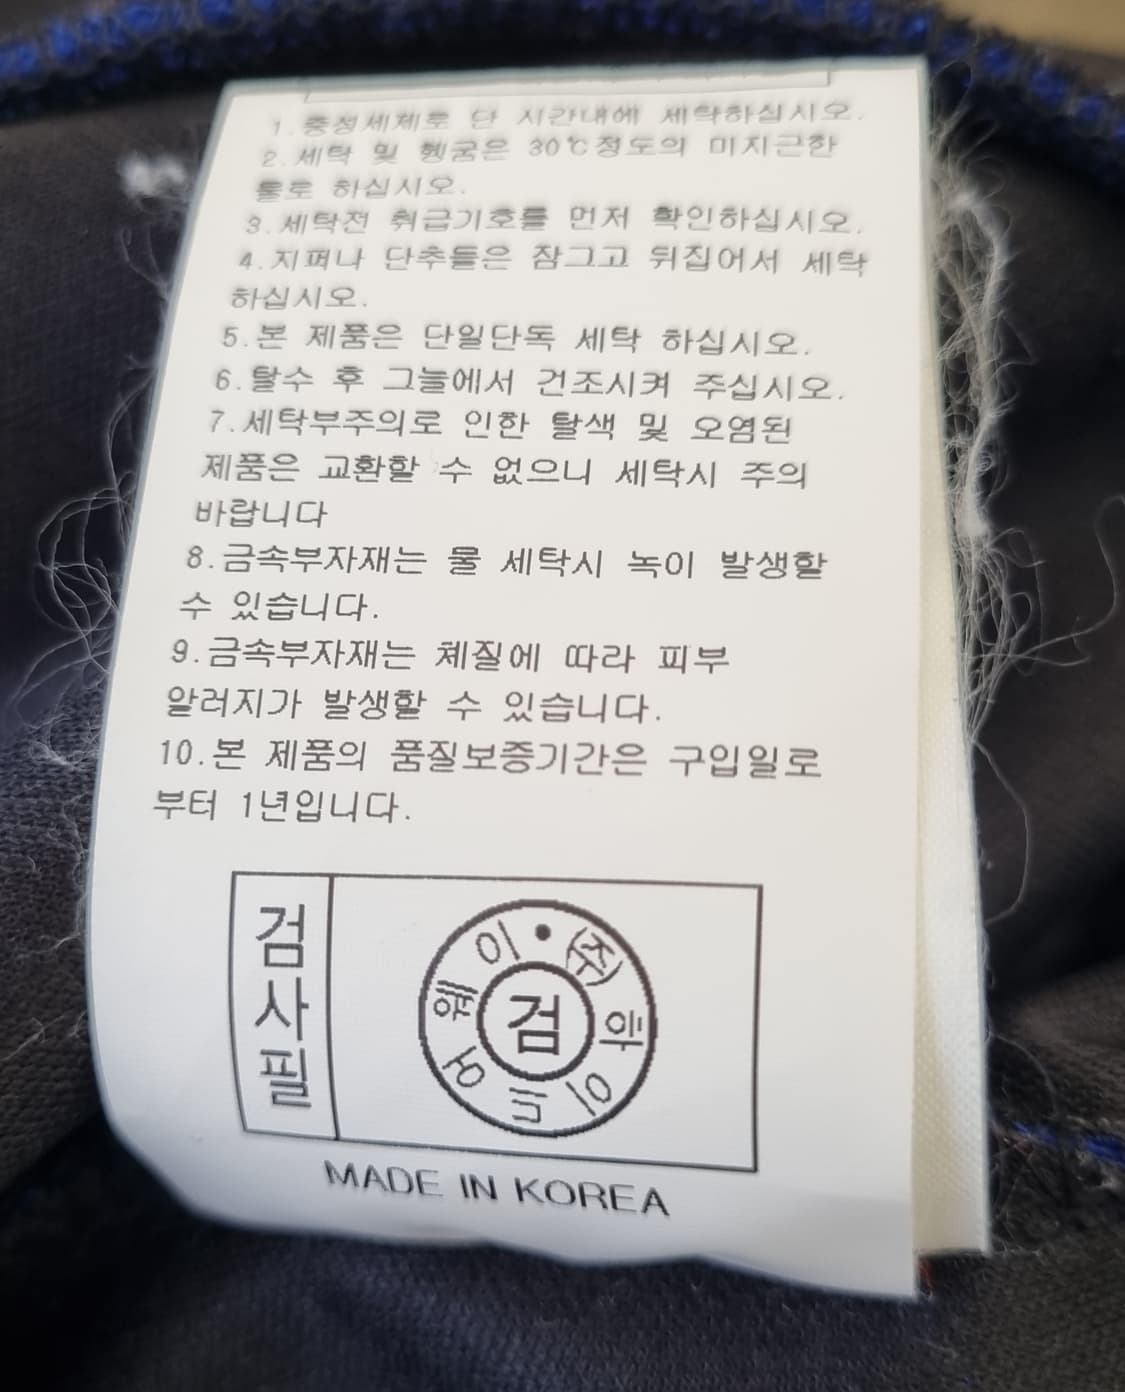 1.중성세제로 단 시간내에 세탁하십시오.
2.세탁 및 헹굼은 30℃정도의 미지근한
물로 하십시오.
3.세탁전 취급기호를 먼저 확인하십시오.
4.지퍼나 단추들은 잠그고 뒤집어서 세탁
하십시오.
5.본 제품은 단일단독 세탁 하십시오.
6.탈수 후 그늘에서 건조시켜 주십시오.
7.세탁부주의로 인한 탈색 및 오염된
제품은 교환할 수 없으니 세탁시 주의
바랍니다
8.금속부자재는 물 세탁시 녹이 발생할
수 있습니다.
9.금속부자재는 체질에 따라 피부
알러지가 발생할 수 있습니다.
10.본 제품의 품질보증기간은 구입일로
부터 1년입니다.
검사필
검
MADE IN KOREA